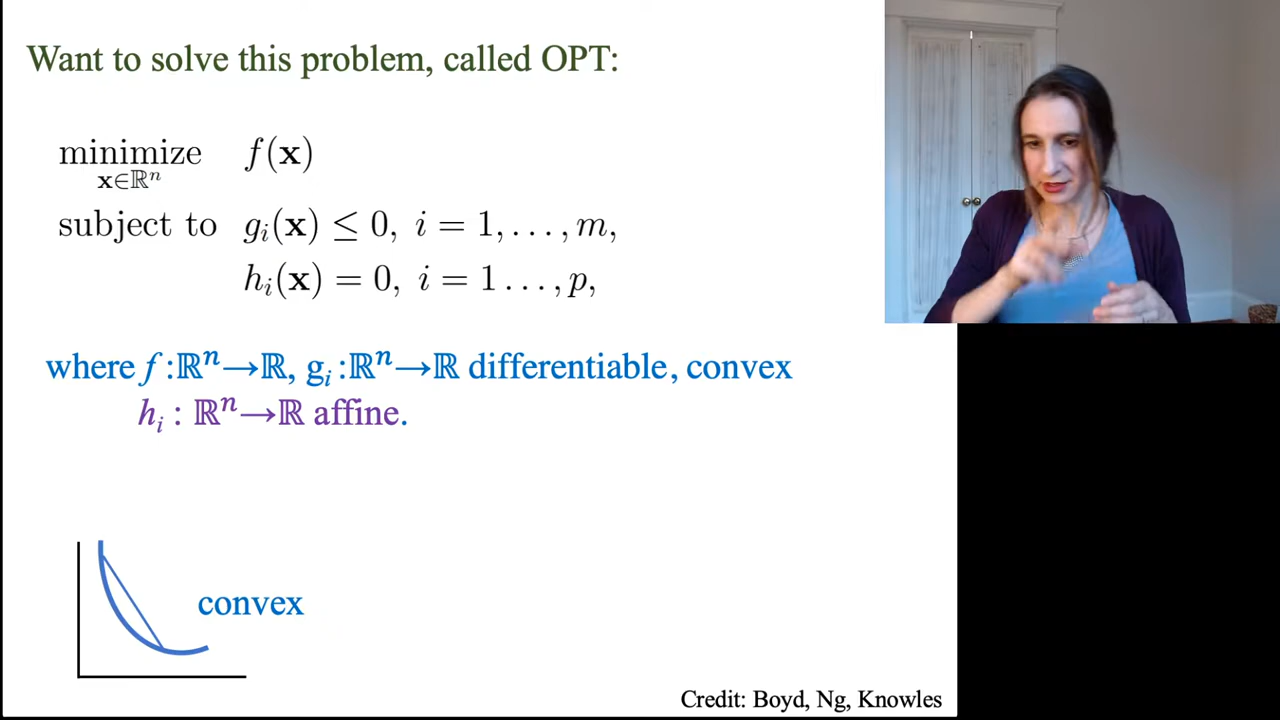 Want to solve this problem, called OPT:
minimize f(𝐱)
𝐱∈ℝⁿ
subject to gᵢ(𝐱) ≤ 0, i = 1, . . . , m,
hᵢ(𝐱) = 0, i = 1 . . . , p,
where f :ℝⁿ→ℝ, gᵢ :ℝⁿ→ℝ differentiable, convex
hᵢ : ℝⁿ→ℝ affine.
convex
Credit: Boyd, Ng, Knowles